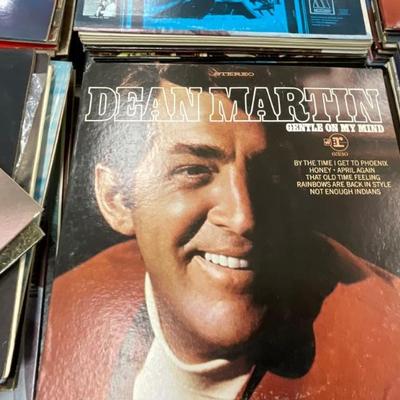 STEREO
DEAN MARTIN
GENTLE ON MY MIND
BY THE TIME I GET TO PHOENIX
HONEY • APRIL AGAIN
THAT OLD TIME FEELING
RAINBOWS ARE BACK IN STYLE
NOT ENOUGH INDIANS